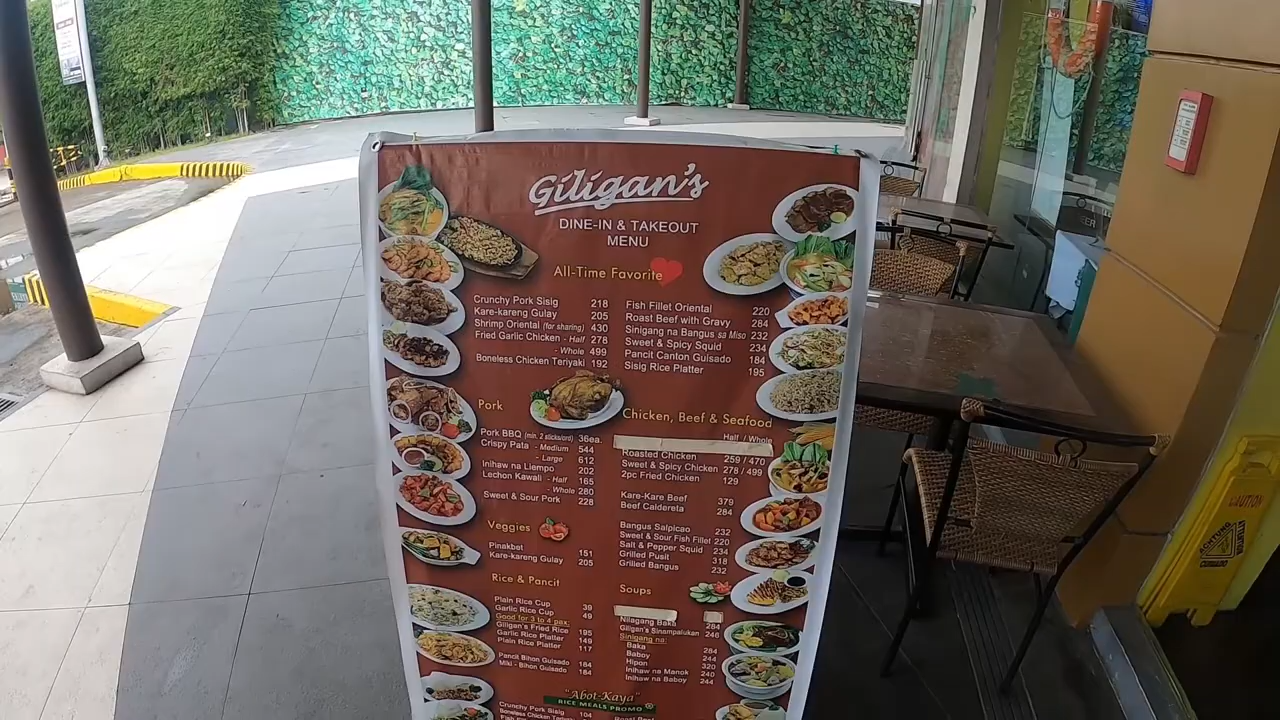 Giligan's
DINE-IN & TAKEOUT
MENU
All-Time Favorite
Crunchy Pork Sisig 218
Kare-kareng Gulay 205
Shrimp Oriental (for sharing) 430
Fried Garlic Chicken - Half 278
- Whole 499
Boneless Chicken Teriyaki 192
Fish Fillet Oriental 220
Roast Beef with Gravy 284
Sinigang na Bangus sa Miso 232
Sweet & Spicy Squid 234
Pancit Canton Guisado 184
Sisig Rice Platter 195
Pork
Pork BBQ (min. 2 sticks/ord) 36ea.
Crispy Pata - Medium 544
- Large 612
Inihaw na Liempo 202
Lechon Kawali - Half 165
- Whole 280
Sweet & Sour Pork 228
Chicken, Beef & Seafood
Half / Whole
Roasted Chicken 259 / 470
Sweet & Spicy Chicken 278 / 499
2pc Fried Chicken 129
Kare-Kare Beef 379
Beef Caldereta 284
Bangus Salpicao 232
Sweet & Sour Fish Fillet 220
Salt & Pepper Squid 234
Grilled Pusit 318
Grilled Bangus 232
Veggies
Pinakbet 151
Kare-kareng Gulay 205
Rice & Pancit
Plain Rice Cup 39
Garlic Rice Cup 49
Good for 3 to 4 pax:
Giligan's Fried Rice 195
Garlic Rice Platter 149
Plain Rice Platter 117
Pancit Bihon Guisado 184
Miki - Bihon Guisado 184
Soups
Nilagang Baka 284
Giligan's Sinampalukan 246
Sinigang na:
Baka 284
Baboy 244
Hipon 320
Inihaw na Manok 240
Inihaw na Baboy 244
"Abot-Kaya"
RICE MEALS PROMO
Crunchy Pork Sisig 104
Boneless Chicken
Roast Beef
BEER
CAUTION
ACHTUNG
CUIDADO